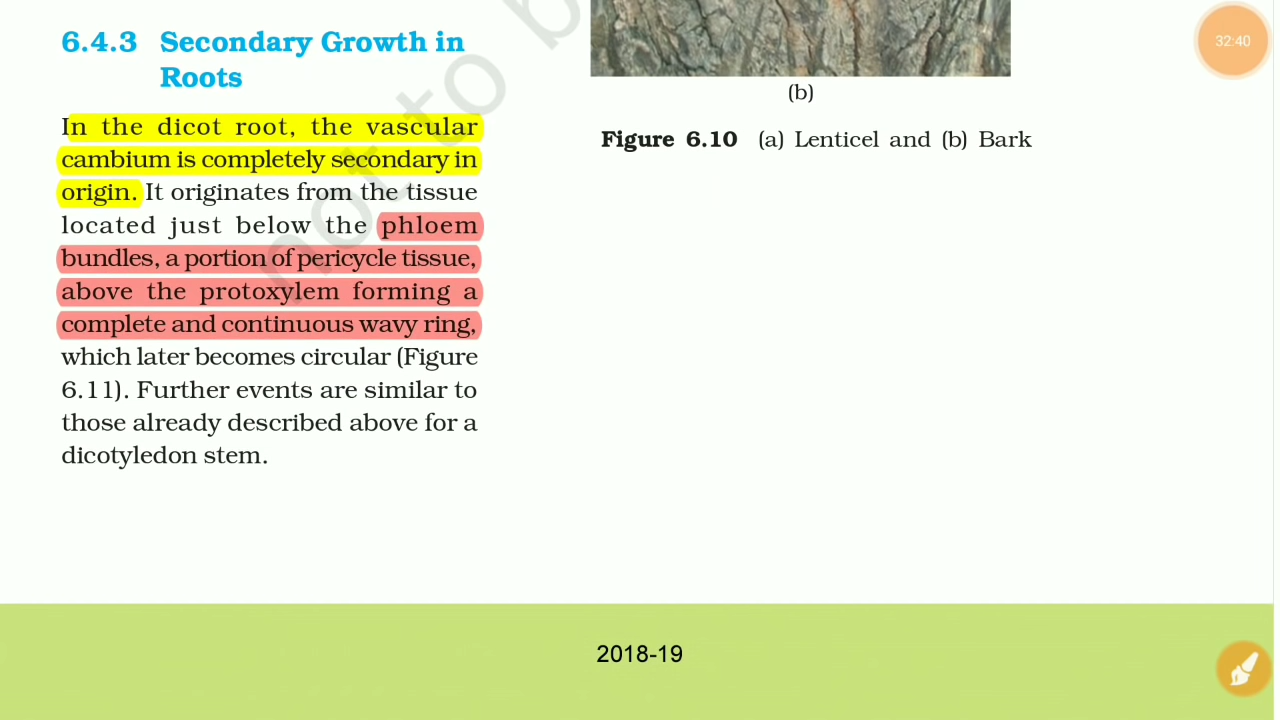 6.4.3 Secondary Growth in
Roots
In the dicot root, the vascular
cambium is completely secondary in
origin. It originates from the tissue
located just below the phloem
bundles, a portion of pericycle tissue,
above the protoxylem forming a
complete and continuous wavy ring,
which later becomes circular (Figure
6.11). Further events are similar to
those already described above for a
dicotyledon stem.
not to b
(b)
Figure 6.10 (a) Lenticel and (b) Bark
32:40
2018-19